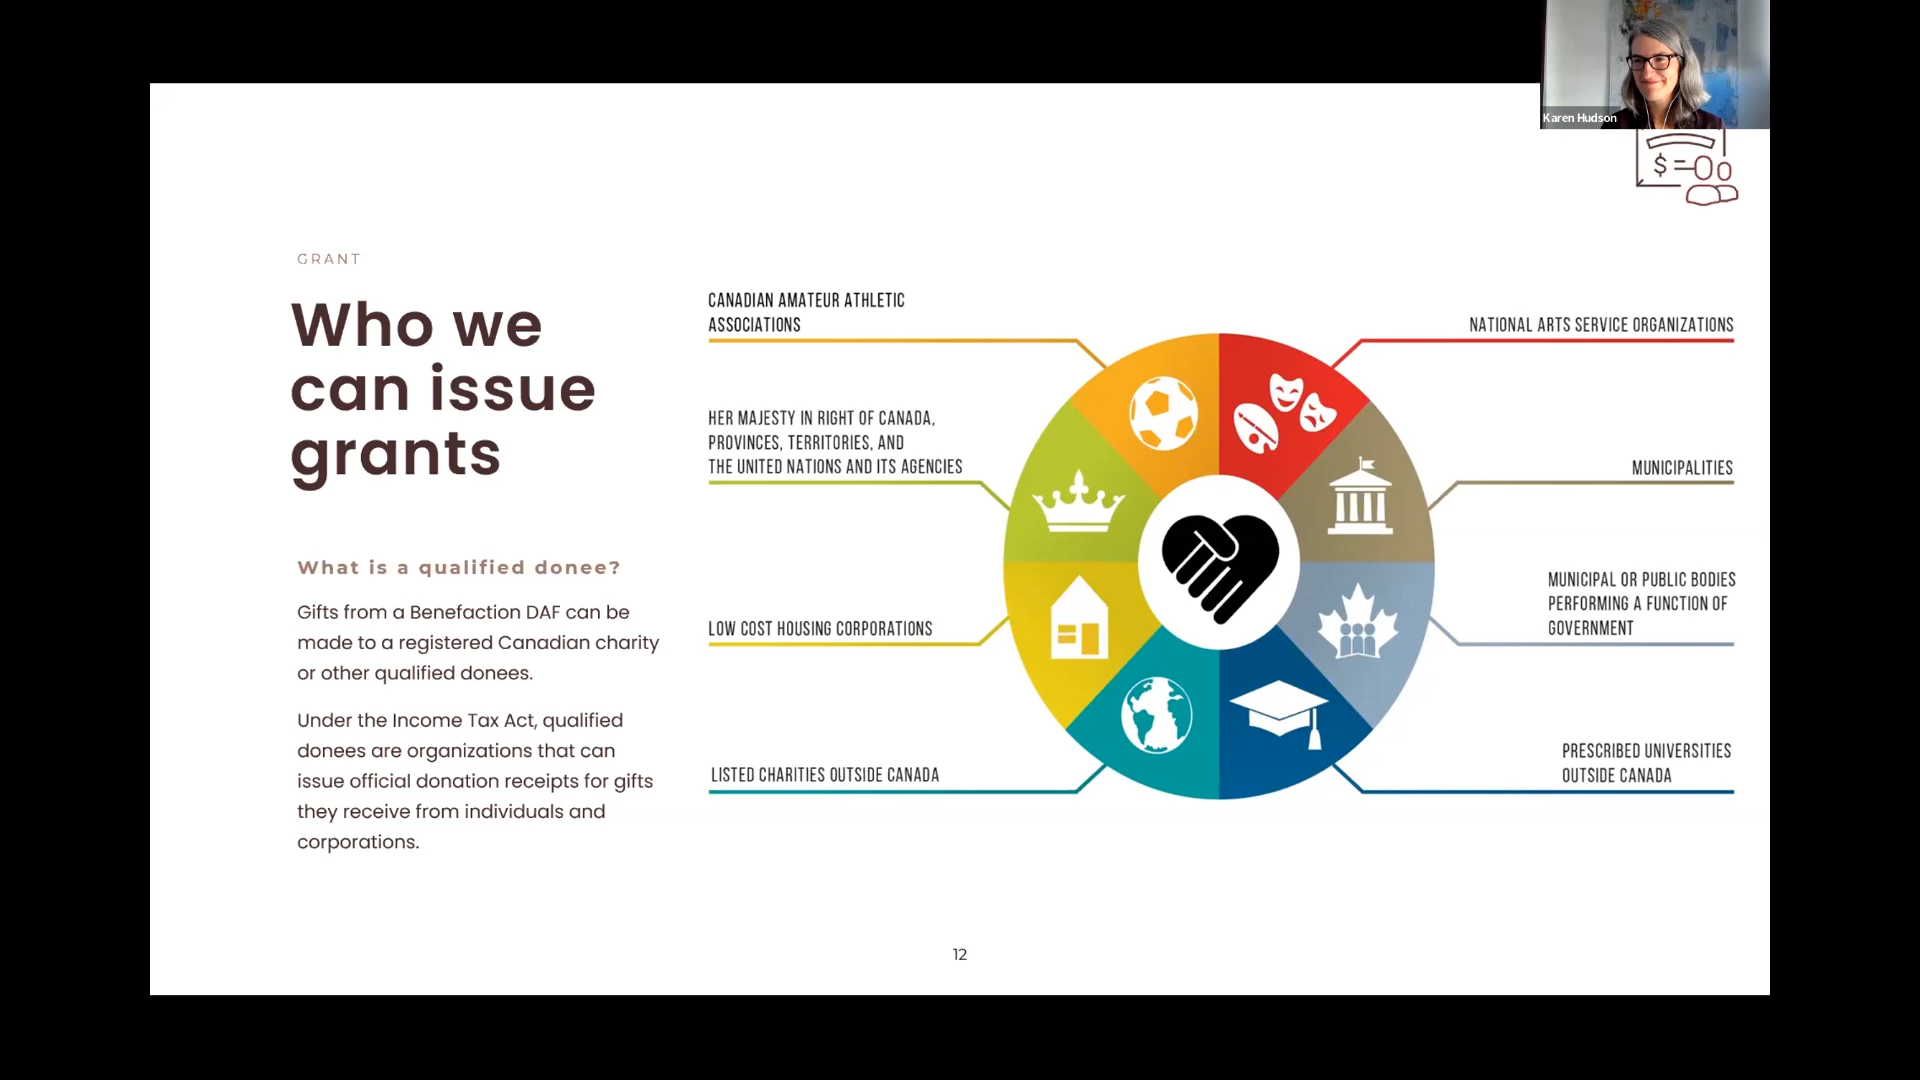 Karen Hudson
$
GRANT
Who we
can issue
grants
What is a qualified donee?
Gifts from a Benefaction DAF can be
made to a registered Canadian charity
or other qualified donees.
Under the Income Tax Act, qualified
donees are organizations that can
issue official donation receipts for gifts
they receive from individuals and
corporations.
CANADIAN AMATEUR ATHLETIC
ASSOCIATIONS
HER MAJESTY IN RIGHT OF CANADA,
PROVINCES, TERRITORIES, AND
THE UNITED NATIONS AND ITS AGENCIES
LOW COST HOUSING CORPORATIONS
LISTED CHARITIES OUTSIDE CANADA
NATIONAL ARTS SERVICE ORGANIZATIONS
MUNICIPALITIES
MUNICIPAL OR PUBLIC BODIES
PERFORMING A FUNCTION OF
GOVERNMENT
PRESCRIBED UNIVERSITIES
OUTSIDE CANADA
12